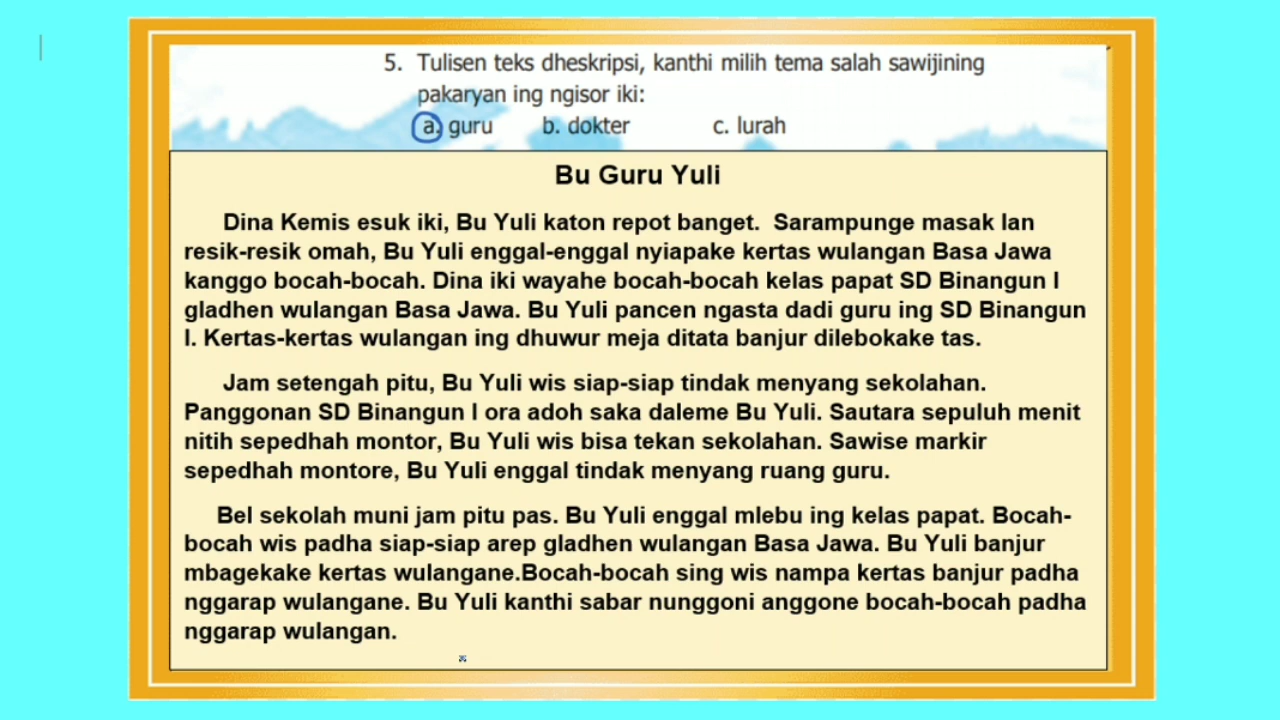 5. Tulisen teks dheskripsi, kanthi milih tema salah sawijining
pakaryan ing ngisor iki:
a. guru b. dokter c. lurah
Bu Guru Yuli
Dina Kemis esuk iki, Bu Yuli katon repot banget. Sarampunge masak lan
resik-resik omah, Bu Yuli enggal-enggal nyiapake kertas wulangan Basa Jawa
kanggo bocah-bocah. Dina iki wayahe bocah-bocah kelas papat SD Binangun I
gladhen wulangan Basa Jawa. Bu Yuli pancen ngasta dadi guru ing SD Binangun
I. Kertas-kertas wulangan ing dhuwur meja ditata banjur dilebokake tas.
Jam setengah pitu, Bu Yuli wis siap-siap tindak menyang sekolahan.
Panggonan SD Binangun I ora adoh saka daleme Bu Yuli. Sautara sepuluh menit
nitih sepedhah montor, Bu Yuli wis bisa tekan sekolahan. Sawise markir
sepedhah montore, Bu Yuli enggal tindak menyang ruang guru.
Bel sekolah muni jam pitu pas. Bu Yuli enggal mlebu ing kelas papat. Bocah-
bocah wis padha siap-siap arep gladhen wulangan Basa Jawa. Bu Yuli banjur
mbagekake kertas wulangane.Bocah-bocah sing wis nampa kertas banjur padha
nggarap wulangane. Bu Yuli kanthi sabar nunggoni anggone bocah-bocah padha
nggarap wulangan.